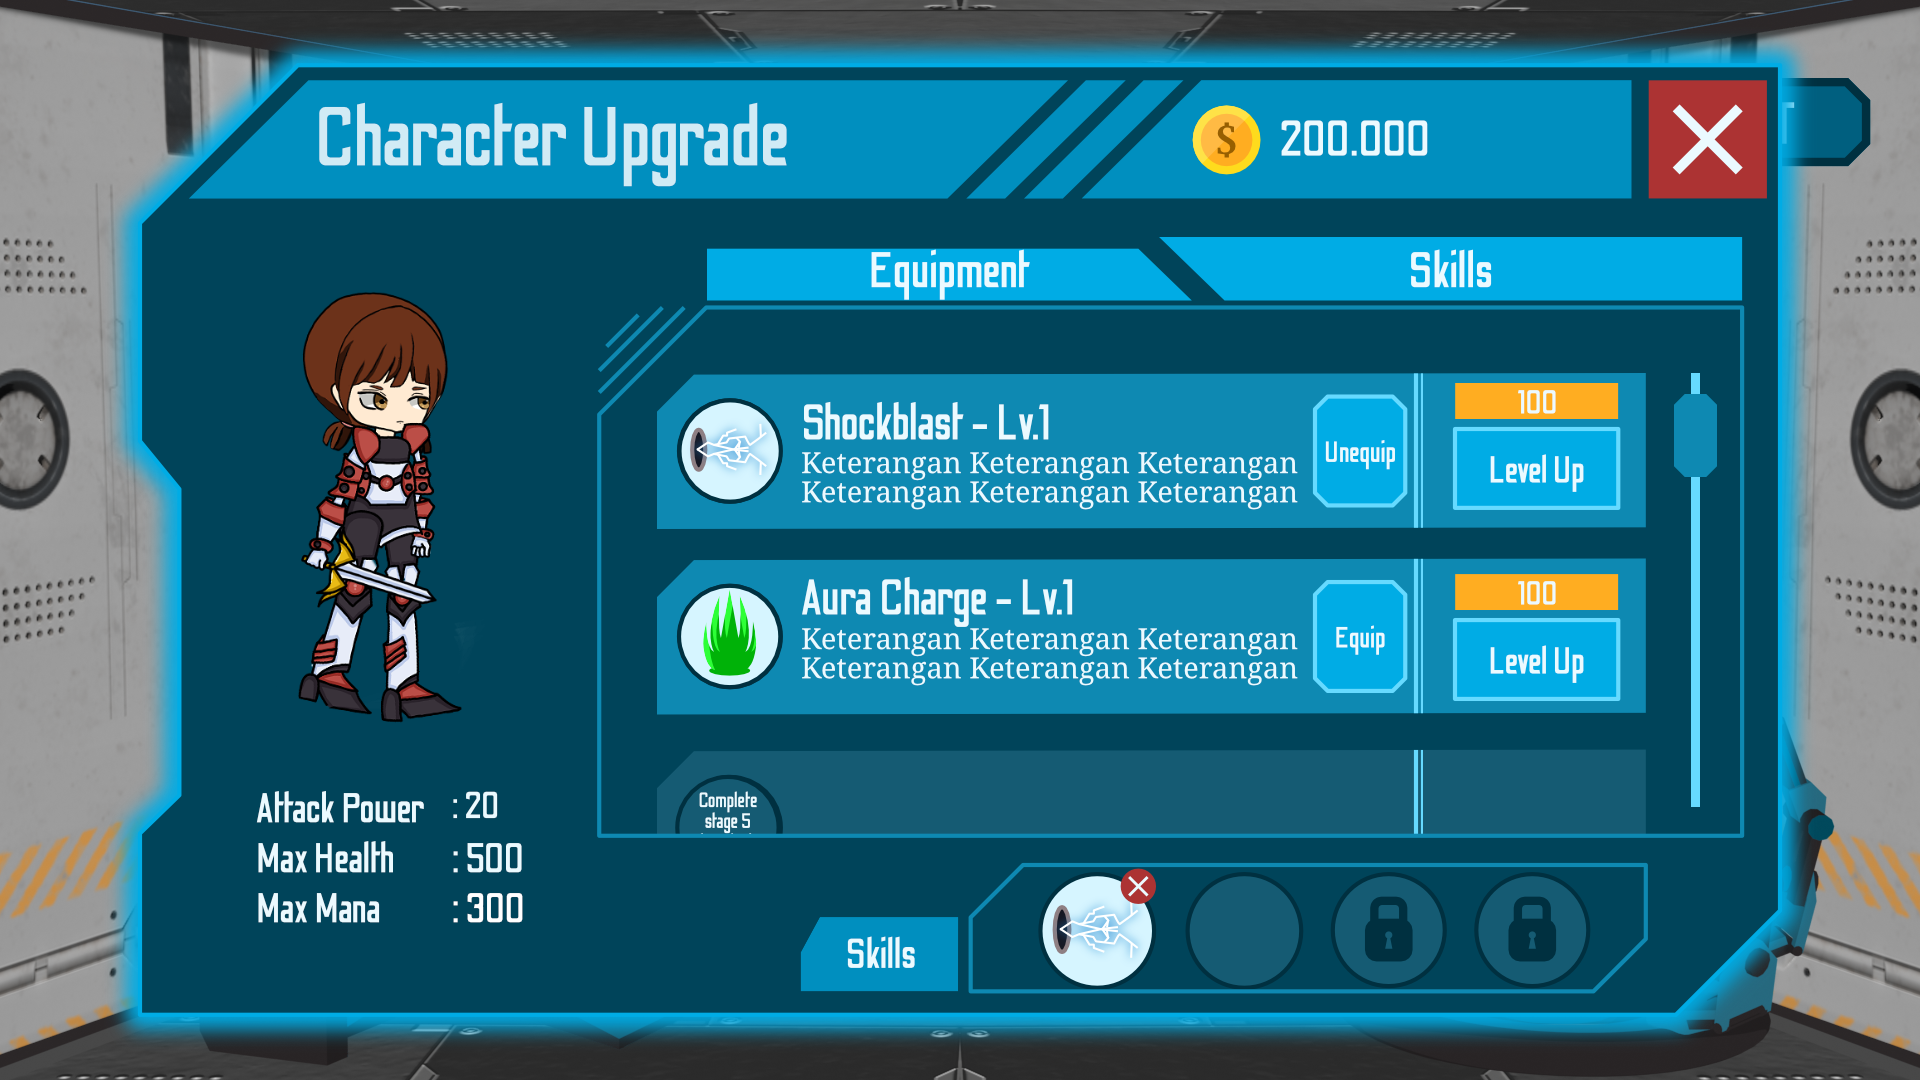 Character Upgrade
$ 200.000
Equipment
Skills
Shockblast - Lv.1
Keterangan Keterangan Keterangan
Keterangan Keterangan Keterangan
Unequip
100
Level Up
Aura Charge - Lv.1
Keterangan Keterangan Keterangan
Keterangan Keterangan Keterangan
Equip
100
Level Up
Complete
stage 5
Attack Power : 20
Max Health : 500
Max Mana : 300
Skills